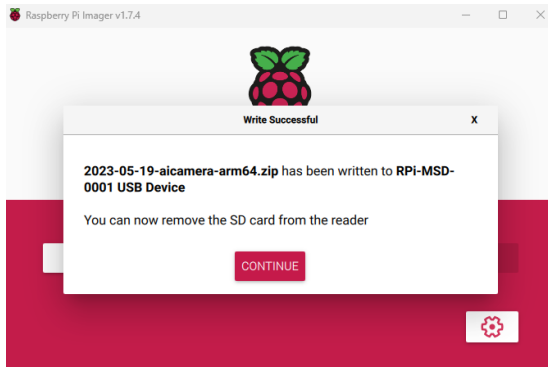 Raspberry Pi Imager v1.7.4
Write Successful
X
2023-05-19-aicamera-arm64.zip has been written to RPi-MSD-
0001 USB Device
You can now remove the SD card from the reader
CONTINUE